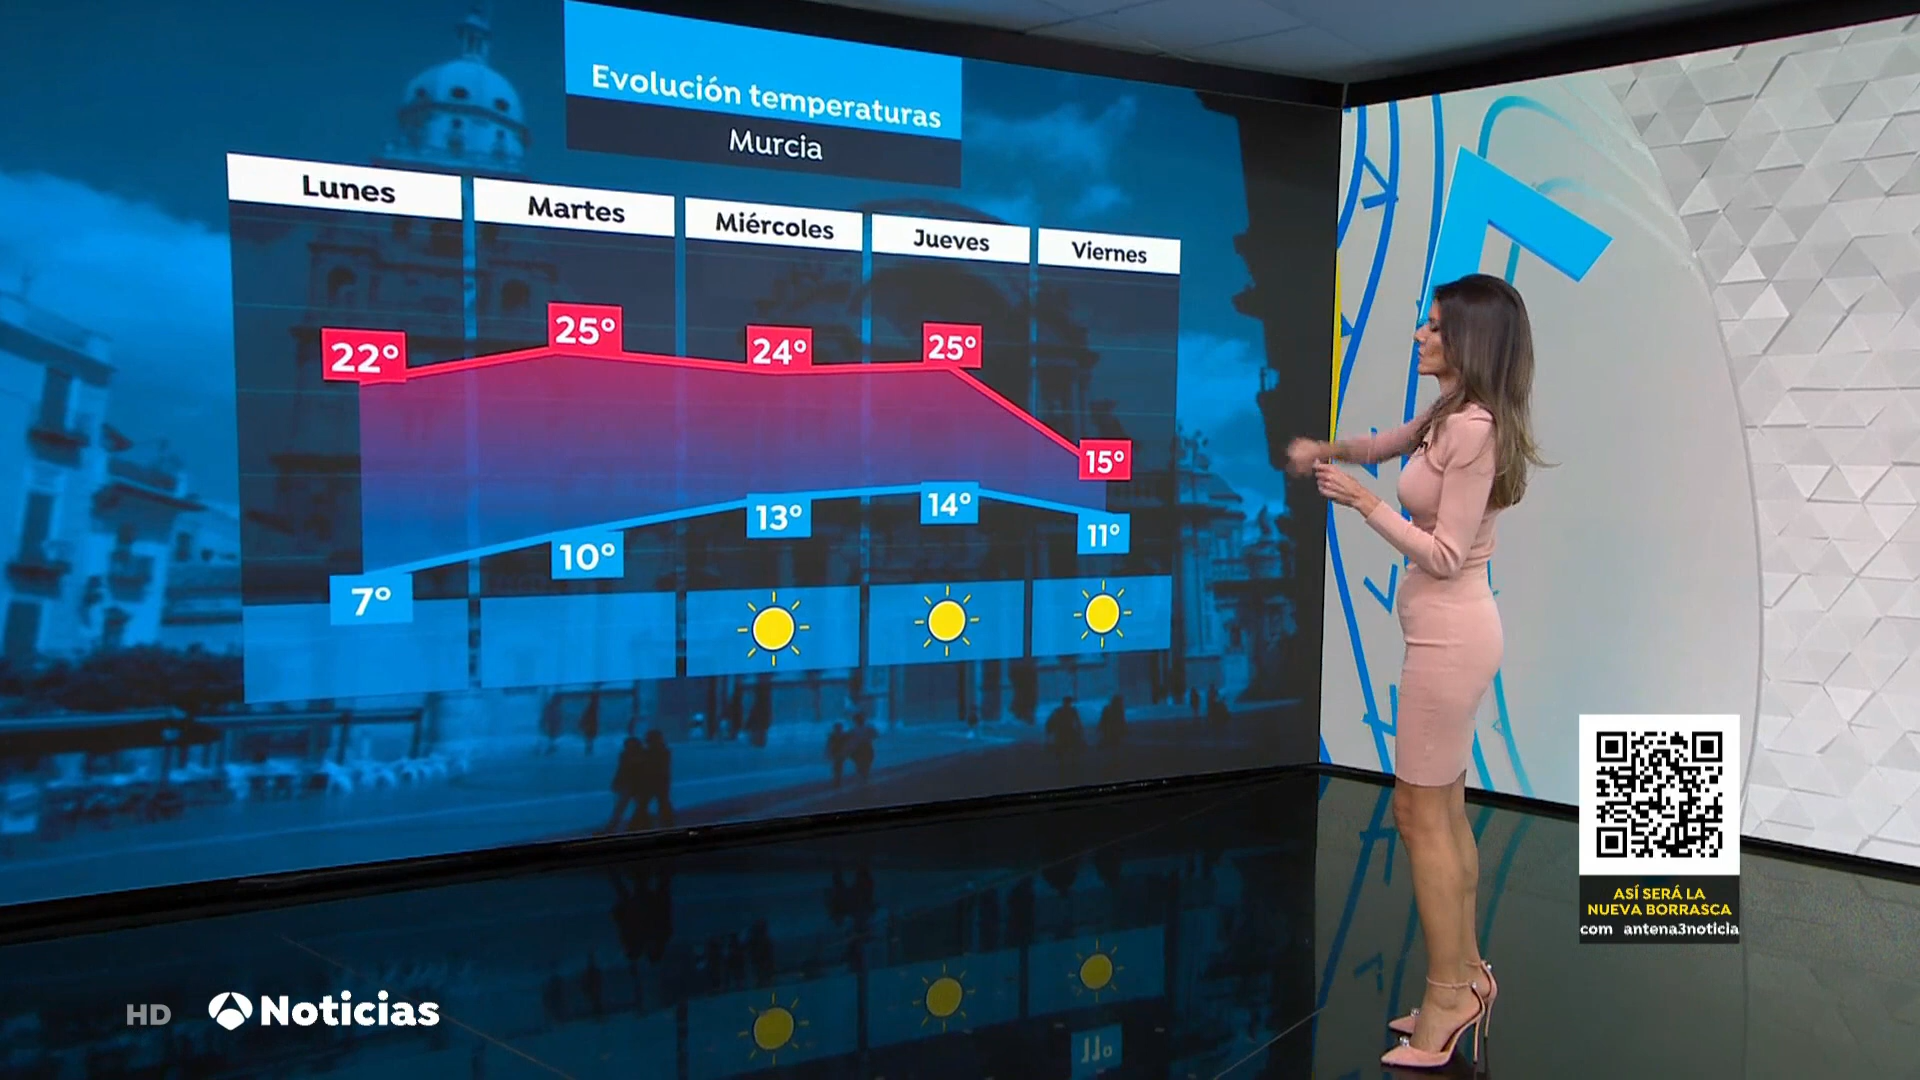 Evolución temperaturas
Murcia
Lunes
Martes
Miércoles
Jueves
Viernes
22°
25°
24°
25°
15°
7°
10°
13°
14°
11°
ASÍ SERÁ LA
NUEVA BORRASCA
com antena3noticia
HD Noticias